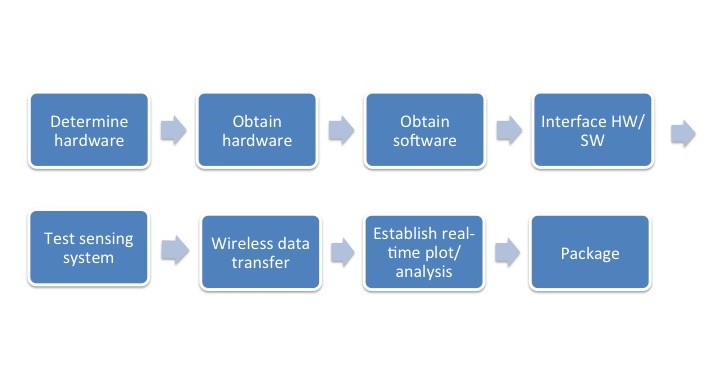 Determine
hardware
Obtain
hardware
Obtain
software
Interface HW/
SW
Test sensing
system
Wireless data
transfer
Establish real-
time plot/
analysis
Package